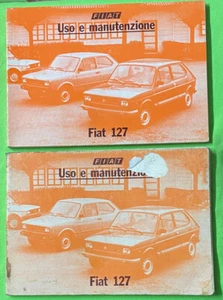 FIAT
Uso e manutenzione
Fiat 127
FIAT
Uso e manutenzio
Fiat 127